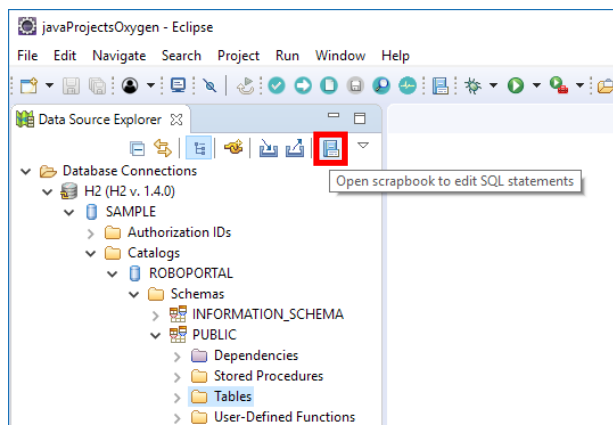 javaProjectsOxygen - Eclipse
File Edit Navigate Search Project Run Window Help
Data Source Explorer
Database Connections
Open scrapbook to edit SQL statements
H2 (H2 v. 1.4.0)
SAMPLE
Authorization IDs
Catalogs
ROBOPORTAL
Schemas
INFORMATION_SCHEMA
PUBLIC
Dependencies
Stored Procedures
Tables
User-Defined Functions